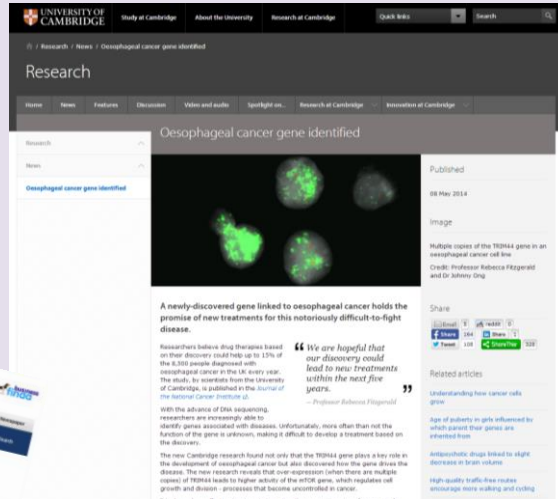 UNIVERSITY OF
CAMBRIDGE
Study at Cambridge
About the University
Research at Cambridge
Quick links
Search
/ Research / News / Oesophageal cancer gene identified
Research
Home
News
Features
Discussion
Video and audio
Spotlight on...
Research at Cambridge
Innovation at Cambridge
Research
News
Oesophageal cancer gene identified
Oesophageal cancer gene identified
A newly-discovered gene linked to oesophageal cancer holds the
promise of new treatments for this notoriously difficult-to-fight
disease.
Researchers believe drug therapies based
on their discovery could help up to 15% of
the 8,500 people diagnosed with
oesophageal cancer in the UK every year.
The study, by scientists from the University
of Cambridge, is published in the Journal of
the National Cancer Institute
“ We are hopeful that
our discovery could
lead to new treatments
within the next five
years. ”
– Professor Rebecca Fitzgerald
With the advance of DNA sequencing,
researchers are increasingly able to
identify genes associated with diseases. Unfortunately, more often than not the
function of the gene is unknown, making it difficult to develop a treatment based on
the discovery.
The new Cambridge research found not only that the TRIM44 gene plays a key role in
the development of oesophageal cancer but also discovered how the gene drives the
disease. The new research reveals that over-expression (when there are multiple
copies) of TRIM44 leads to higher activity of the mTOR gene, which regulates cell
growth and division - processes that become uncontrolled in cancer.
Published
08 May 2014
Image
Multiple copies of the TRIM44 gene in an
oesophageal cancer cell line
Credit: Professor Rebecca Fitzgerald
and Dr Johnny Ong
Share
Email
reddit
Share
Share
Tweet
ShareThis
Related articles
Understanding how cancer cells
grow
Age of puberty in girls influenced by
which parent their genes are
inherited from
Antipsychotic drugs linked to slight
decrease in brain volume
High-quality traffic-free routes
encourage more walking and cycling